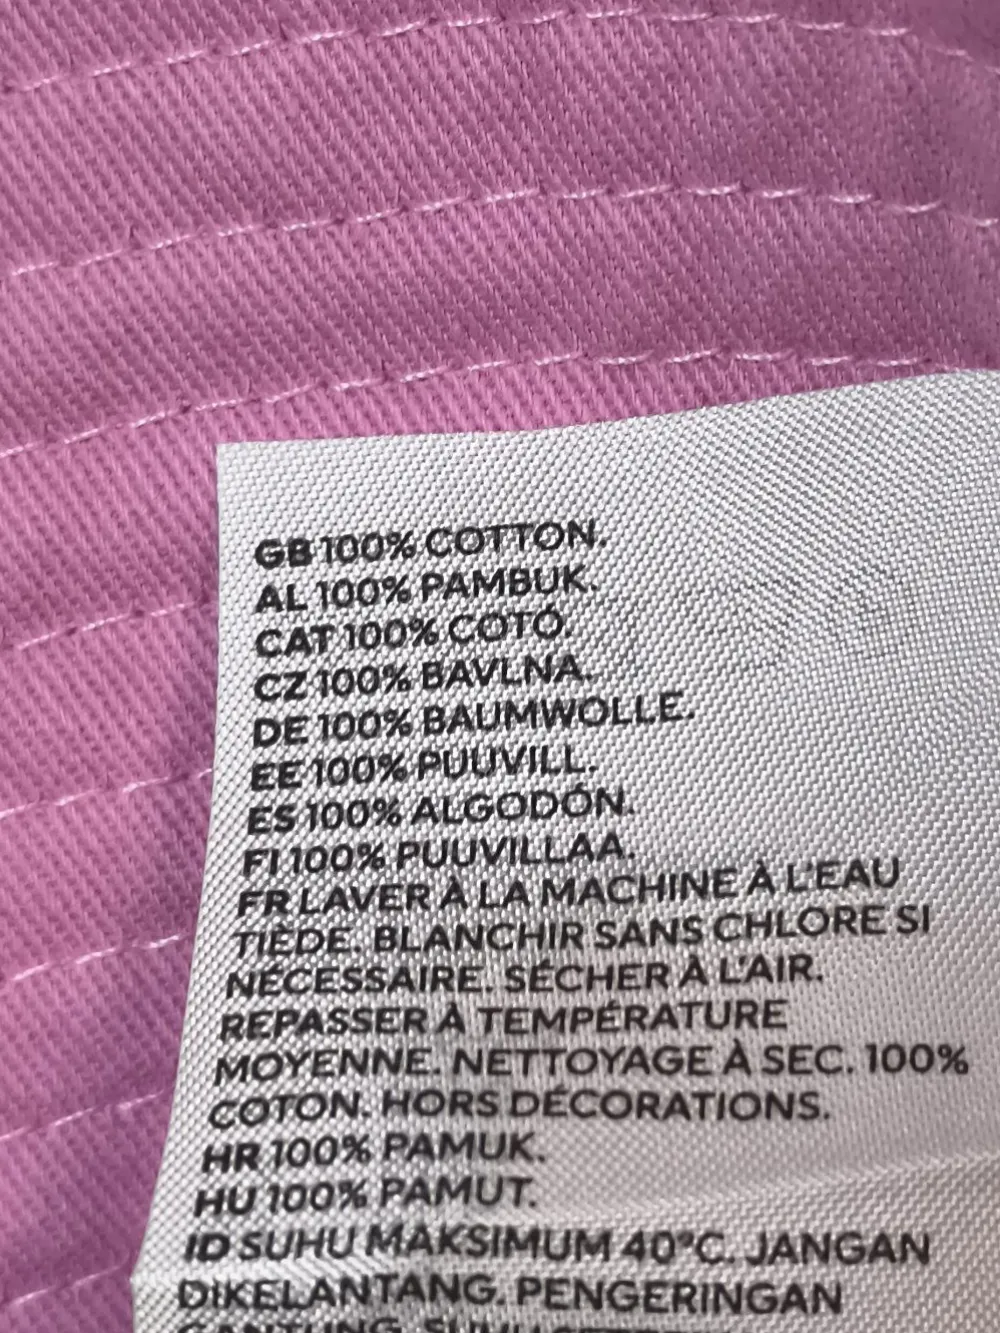 GB 100% COTTON.
AL 100% PAMBUK.
CAT 100% COTÓ.
CZ 100% BAVLNA.
DE 100% BAUMWOLLE.
EE 100% PUUVILL.
ES 100% ALGODÓN.
FI 100% PUUVILLAA.
FR LAVER À LA MACHINE À L'EAU
TIÈDE. BLANCHIR SANS CHLORE SI
NÉCESSAIRE. SÉCHER À L'AIR.
REPASSER À TEMPÉRATURE
MOYENNE. NETTOYAGE À SEC. 100%
COTON. HORS DÉCORATIONS.
HR 100% PAMUK.
HU 100% PAMUT.
ID SUHU MAKSIMUM 40°C. JANGAN
DIKELANTANG. PENGERINGAN
GANTUNG. SUHU